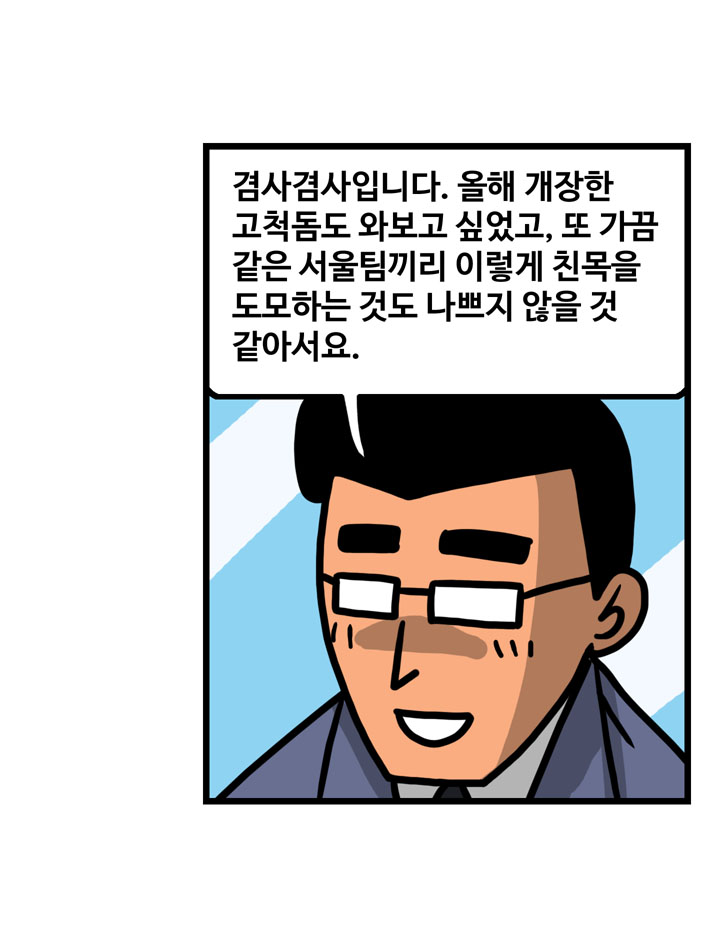 겸사겸사입니다. 올해 개장한
고척돔도 와보고 싶었고, 또 가끔
같은 서울팀끼리 이렇게 친목을
도모하는 것도 나쁘지 않을 것
같아서요.